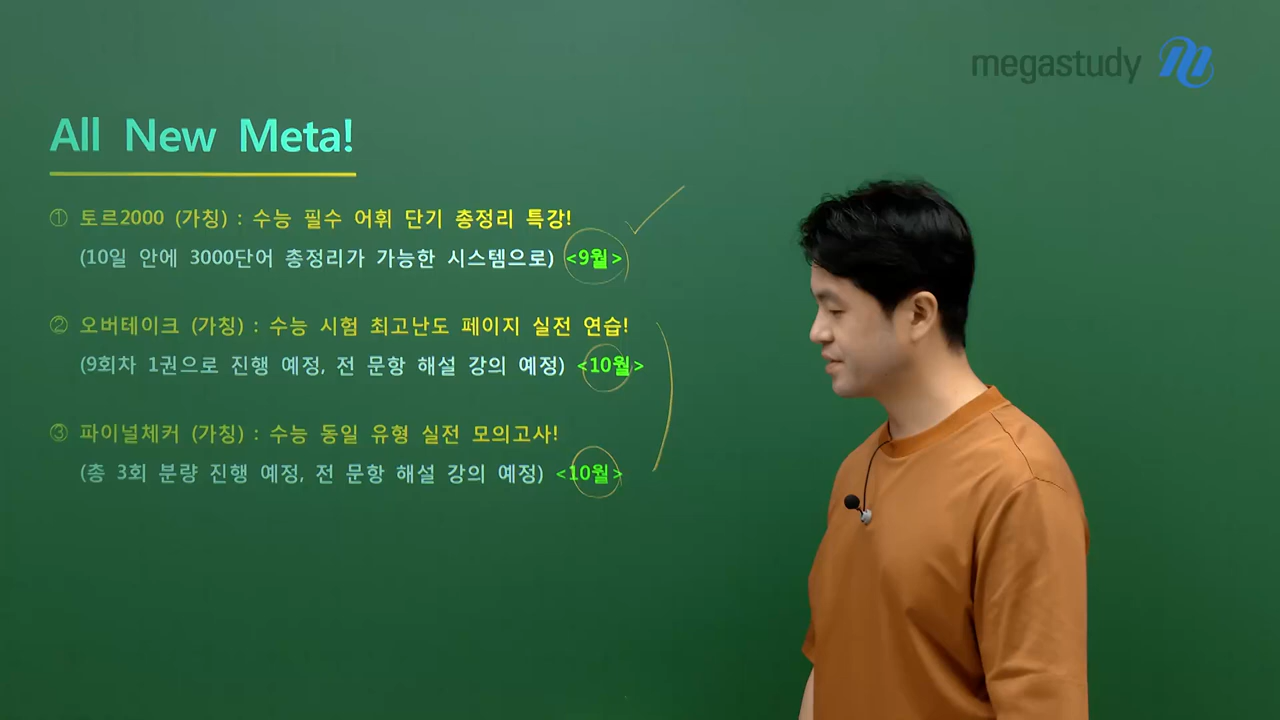 megastudy
All New Meta!
① 토르2000 (가칭) : 수능 필수 어휘 단기 총정리 특강!
(10일 안에 3000단어 총정리가 가능한 시스템으로) <9월>
② 오버테이크 (가칭) : 수능 시험 최고난도 페이지 실전 연습!
(9회차 1권으로 진행 예정, 전 문항 해설 강의 예정) <10월>
③ 파이널체커 (가칭) : 수능 동일 유형 실전 모의고사!
(총 3회 분량 진행 예정, 전 문항 해설 강의 예정) <10월>